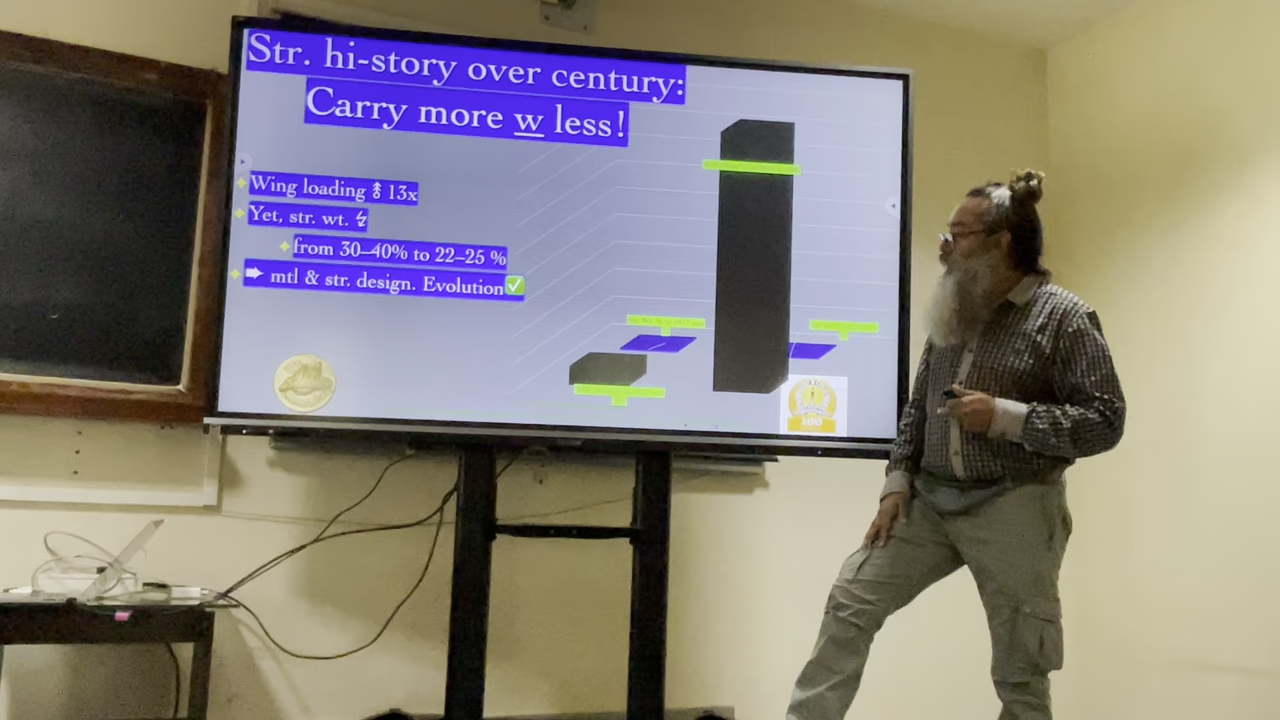 Str. hi-story over century:
Carry more w less!
Wing loading ⇞ 13x
Yet, str. wt. ↯
from 30–40% to 22–25 %
➡ mtl & str. design. Evolution✅
100